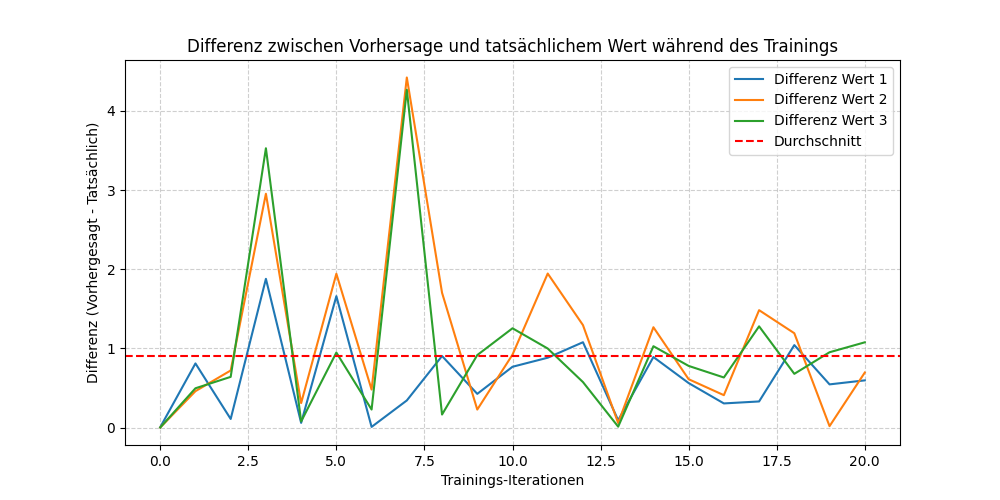 Differenz zwischen Vorhersage und tatsächlichem Wert während des Trainings
Differenz Wert 1
Differenz Wert 2
Differenz Wert 3
Durchschnitt
Differenz (Vorhergesagt - Tatsächlich)
4
3
2
1
0
0.0 2.5 5.0 7.5 10.0 12.5 15.0 17.5 20.0
Trainings-Iterationen